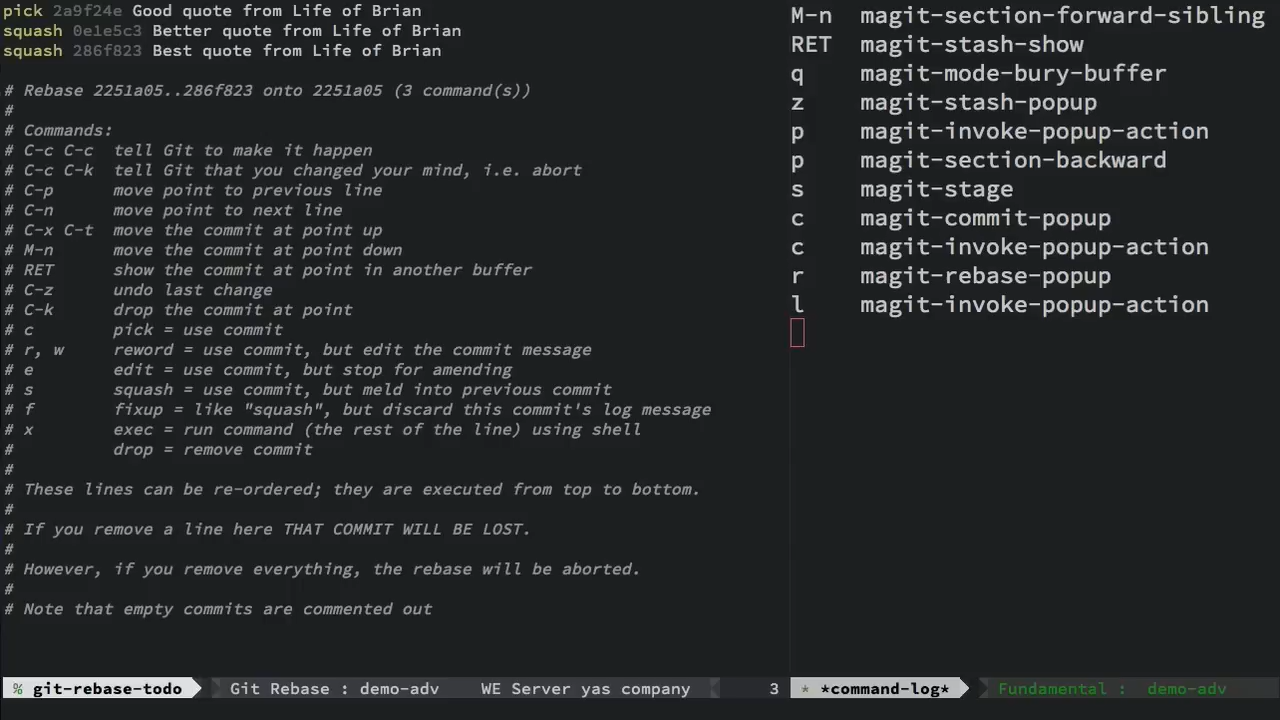 pick 2a9f24e Good quote from Life of Brian
squash 0e1e5c3 Better quote from Life of Brian
squash 286f823 Best quote from Life of Brian
# Rebase 2251a05..286f823 onto 2251a05 (3 command(s))
#
# Commands:
# C-c C-c  tell Git to make it happen
# C-c C-k  tell Git that you changed your mind, i.e. abort
# C-p      move point to previous line
# C-n      move point to next line
# C-x C-t  move the commit at point up
# M-n      move the commit at point down
# RET      show the commit at point in another buffer
# C-z      undo last change
# C-k      drop the commit at point
# c        pick = use commit
# r, w     reword = use commit, but edit the commit message
# e        edit = use commit, but stop for amending
# s        squash = use commit, but meld into previous commit
# f        fixup = like "squash", but discard this commit's log message
# x        exec = run command (the rest of the line) using shell
#          drop = remove commit
#
# These lines can be re-ordered; they are executed from top to bottom.
#
# If you remove a line here THAT COMMIT WILL BE LOST.
#
# However, if you remove everything, the rebase will be aborted.
#
# Note that empty commits are commented out
% git-rebase-todo Git Rebase : demo-adv WE Server yas company 3
M-n magit-section-forward-sibling
RET magit-stash-show
q magit-mode-bury-buffer
z magit-stash-popup
p magit-invoke-popup-action
p magit-section-backward
s magit-stage
c magit-commit-popup
c magit-invoke-popup-action
r magit-rebase-popup
l magit-invoke-popup-action
* *command-log* Fundamental : demo-adv